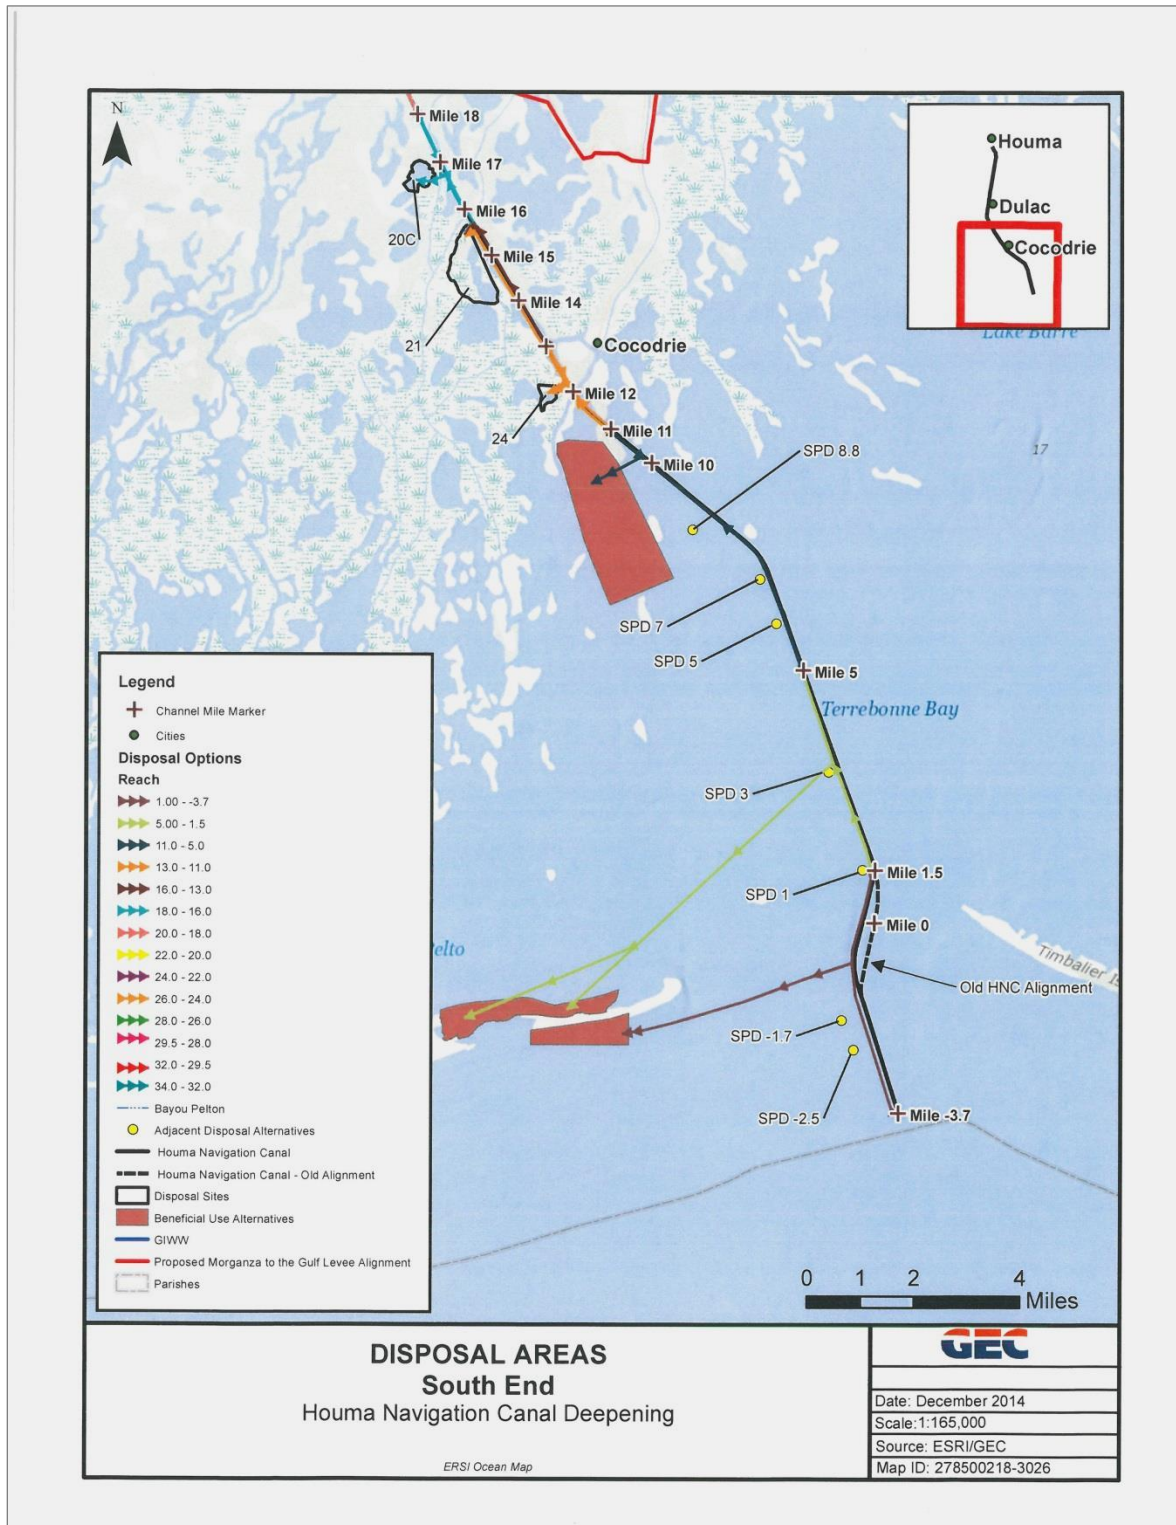 N
Mile 18
Mile 17
Mile 16
20C
Mile 15
Mile 14
21
Cocodrie
Mile 12
24
Mile 11
Mile 10
Houma
Dulac
Cocodrie
Lake Barre
17
SPD 8.8
SPD 7
SPD 5
Mile 5
Terrebonne Bay
SPD 3
SPD 1
Mile 1.5
Mile 0
Pelto
Timbalier Is
Old HNC Alignment
SPD -1.7
SPD -2.5
Mile -3.7
Legend
Channel Mile Marker
Cities
Disposal Options
Reach
1.00 - -3.7
5.00 - 1.5
11.0 - 5.0
13.0 - 11.0
16.0 - 13.0
18.0 - 16.0
20.0 - 18.0
22.0 - 20.0
24.0 - 22.0
26.0 - 24.0
28.0 - 26.0
29.5 - 28.0
32.0 - 29.5
34.0 - 32.0
Bayou Pelton
Adjacent Disposal Alternatives
Houma Navigation Canal
Houma Navigation Canal - Old Alignment
Disposal Sites
Beneficial Use Alternatives
GIWW
Proposed Morganza to the Gulf Levee Alignment
Parishes
0 1 2 4
Miles
DISPOSAL AREAS
South End
Houma Navigation Canal Deepening
ERSI Ocean Map
GEC
Date: December 2014
Scale:1:165,000
Source: ESRI/GEC
Map ID: 278500218-3026